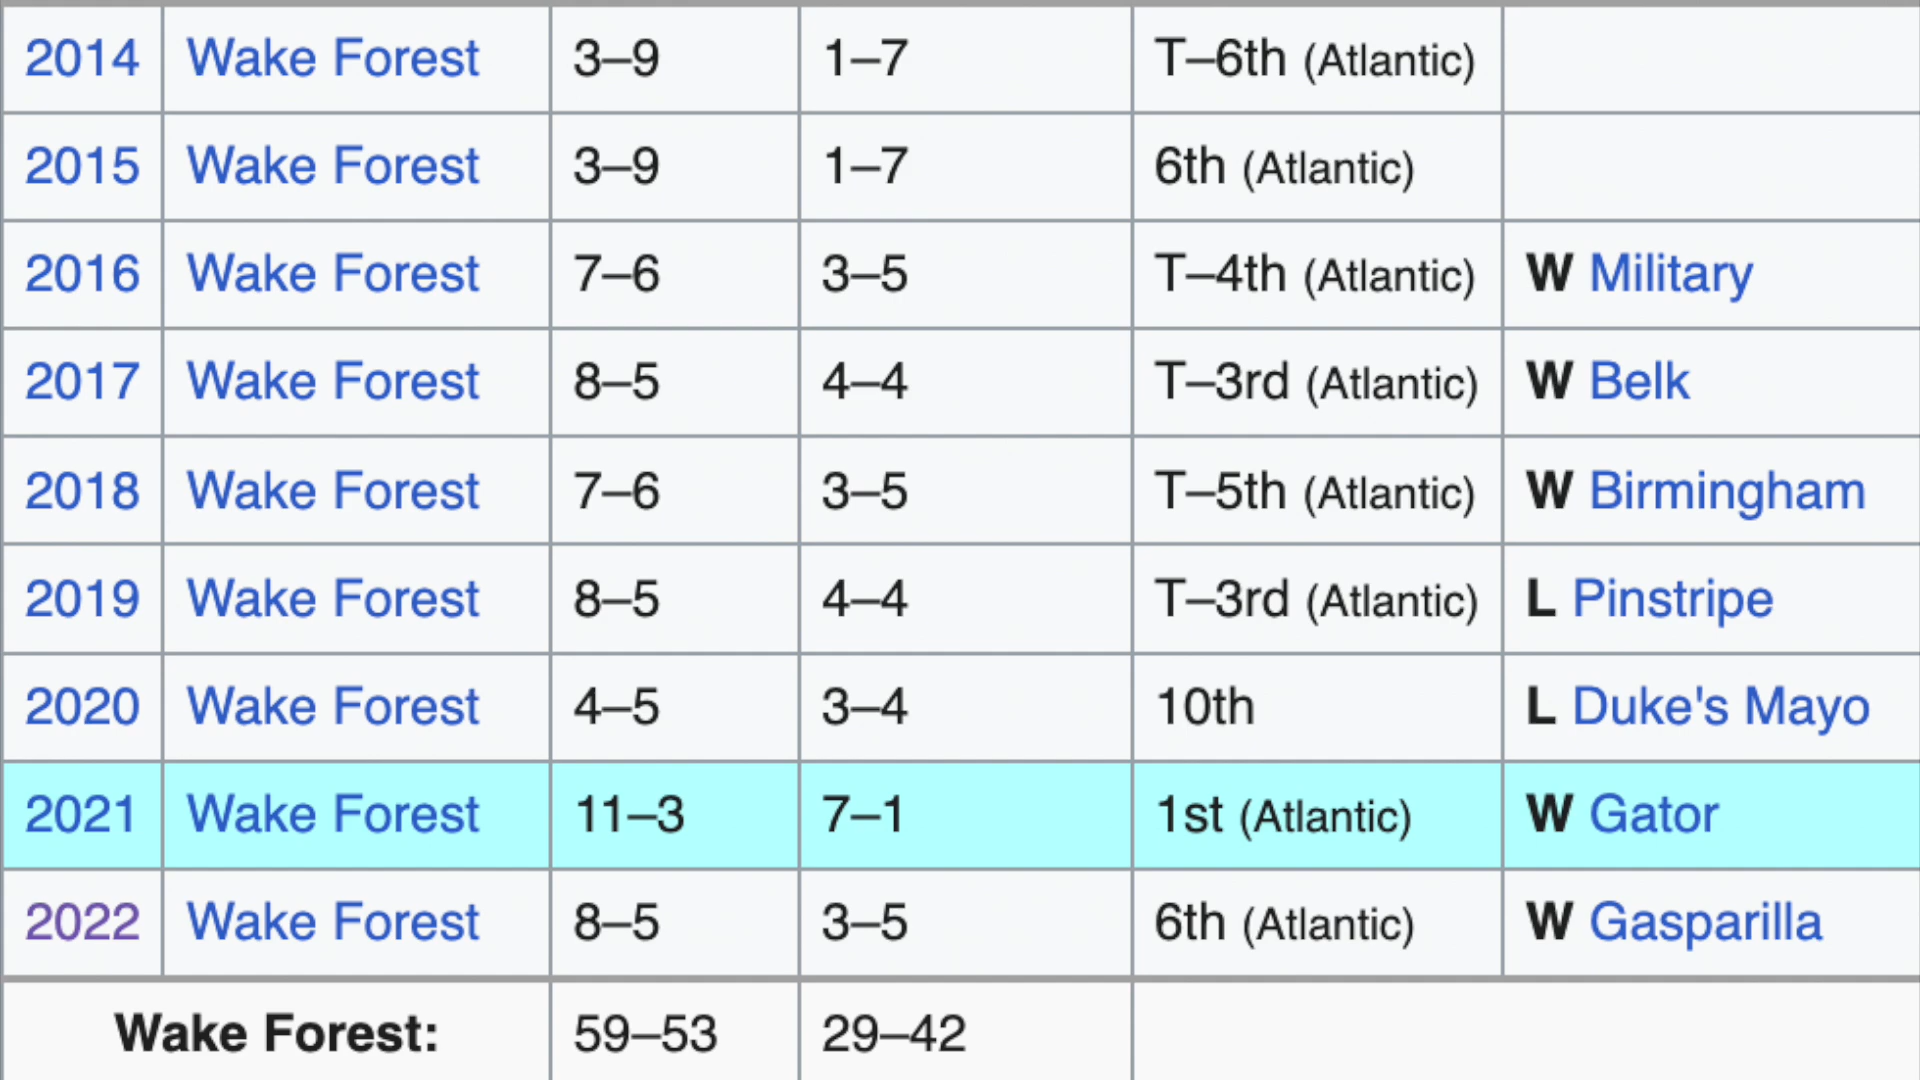 2014 Wake Forest 3–9 1–7 T–6th (Atlantic)
2015 Wake Forest 3–9 1–7 6th (Atlantic)
2016 Wake Forest 7–6 3–5 T–4th (Atlantic) W Military
2017 Wake Forest 8–5 4–4 T–3rd (Atlantic) W Belk
2018 Wake Forest 7–6 3–5 T–5th (Atlantic) W Birmingham
2019 Wake Forest 8–5 4–4 T–3rd (Atlantic) L Pinstripe
2020 Wake Forest 4–5 3–4 10th L Duke's Mayo
2021 Wake Forest 11–3 7–1 1st (Atlantic) W Gator
2022 Wake Forest 8–5 3–5 6th (Atlantic) W Gasparilla
Wake Forest: 59–53 29–42